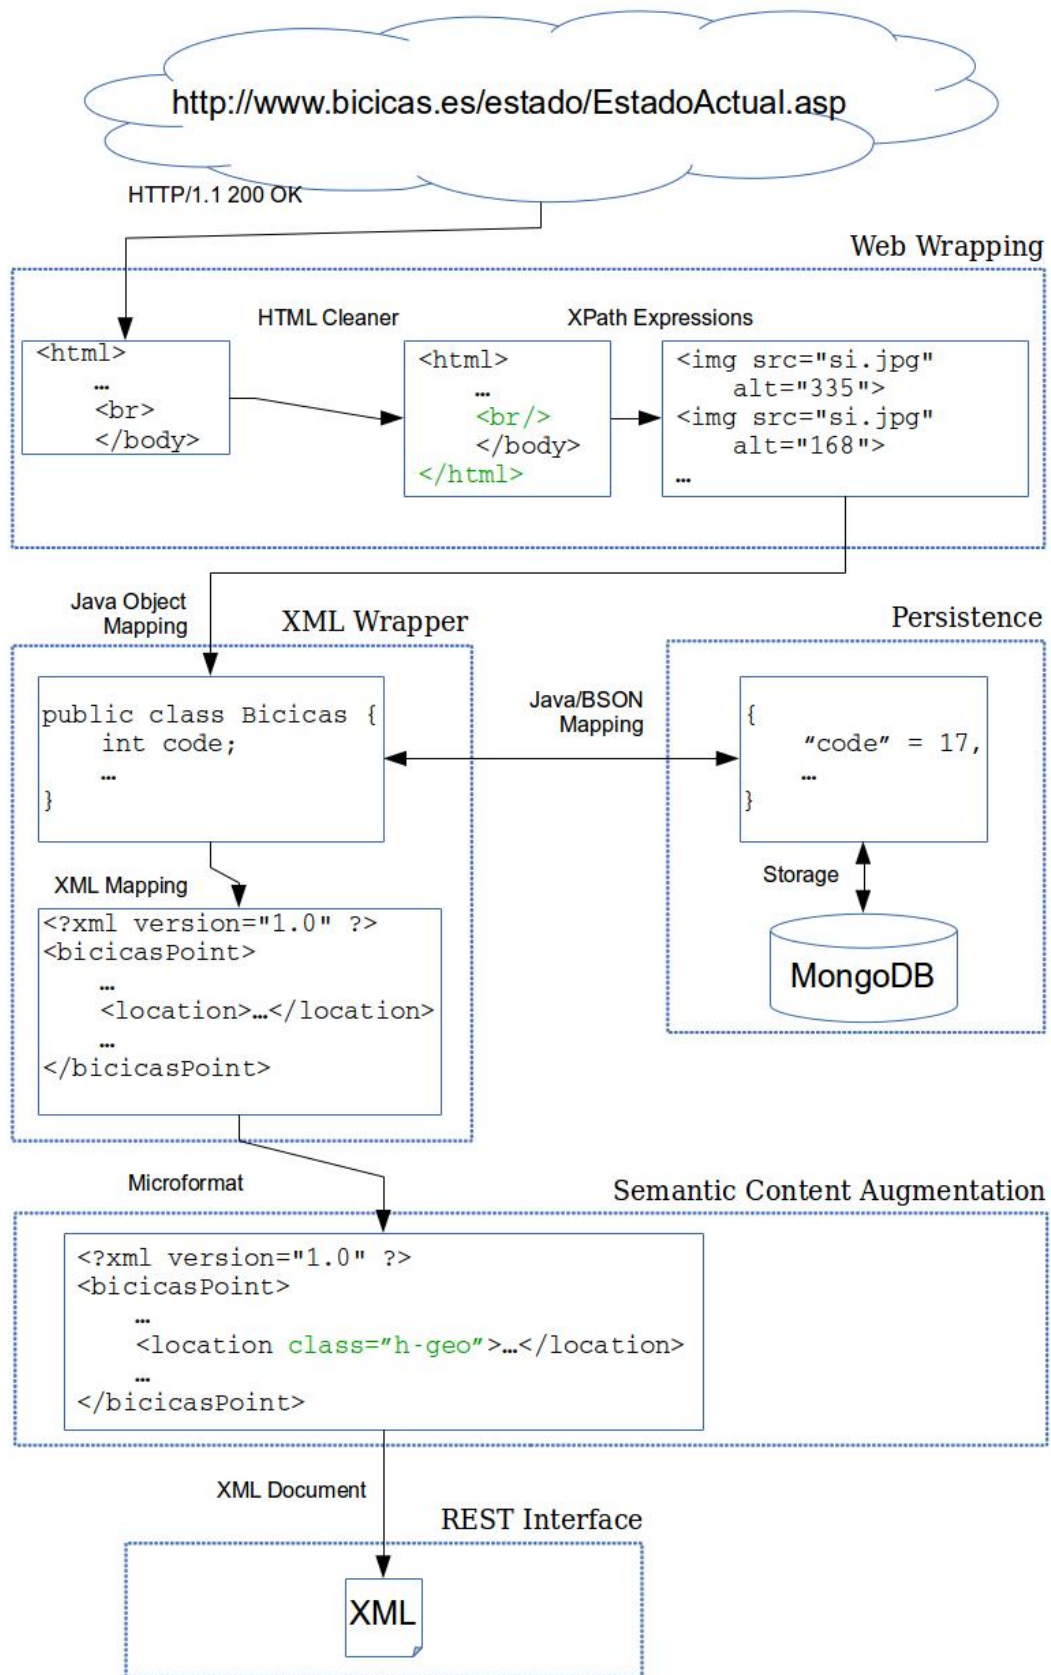 http://www.bicicas.es/estado/EstadoActual.asp
HTTP/1.1 200 OK
Web Wrapping
HTML Cleaner
XPath Expressions
<html>
…
<br>
</body>
<html>
…
<br/>
</body>
</html>
<img src="si.jpg"
alt="335">
<img src="si.jpg"
alt="168">
…
Java Object
Mapping
XML Wrapper
public class Bicicas {
int code;
…
}
Java/BSON
Mapping
Persistence
{
“code” = 17,
…
}
Storage
MongoDB
XML Mapping
<?xml version="1.0" ?>
<bicicasPoint>
…
<location>…</location>
…
</bicicasPoint>
Microformat
Semantic Content Augmentation
<?xml version="1.0" ?>
<bicicasPoint>
…
<location class=“h-geo”>…</location>
…
</bicicasPoint>
XML Document
REST Interface
XML